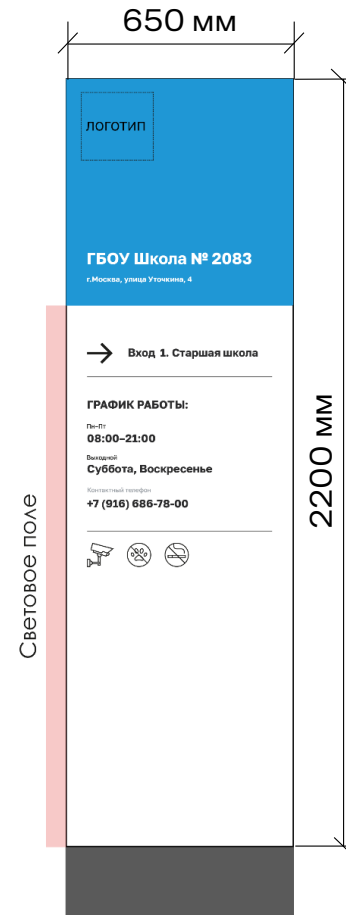 650 мм
ЛОГОТИП
ГБОУ Школа № 2083
г.Москва, улица Уточкина, 4
Вход 1. Старшая школа
ГРАФИК РАБОТЫ:
Пн–Пт
08:00–21:00
Выходной
Суббота, Воскресенье
Контактный телефон
+7 (916) 686-78-00
Световое поле
2200 мм